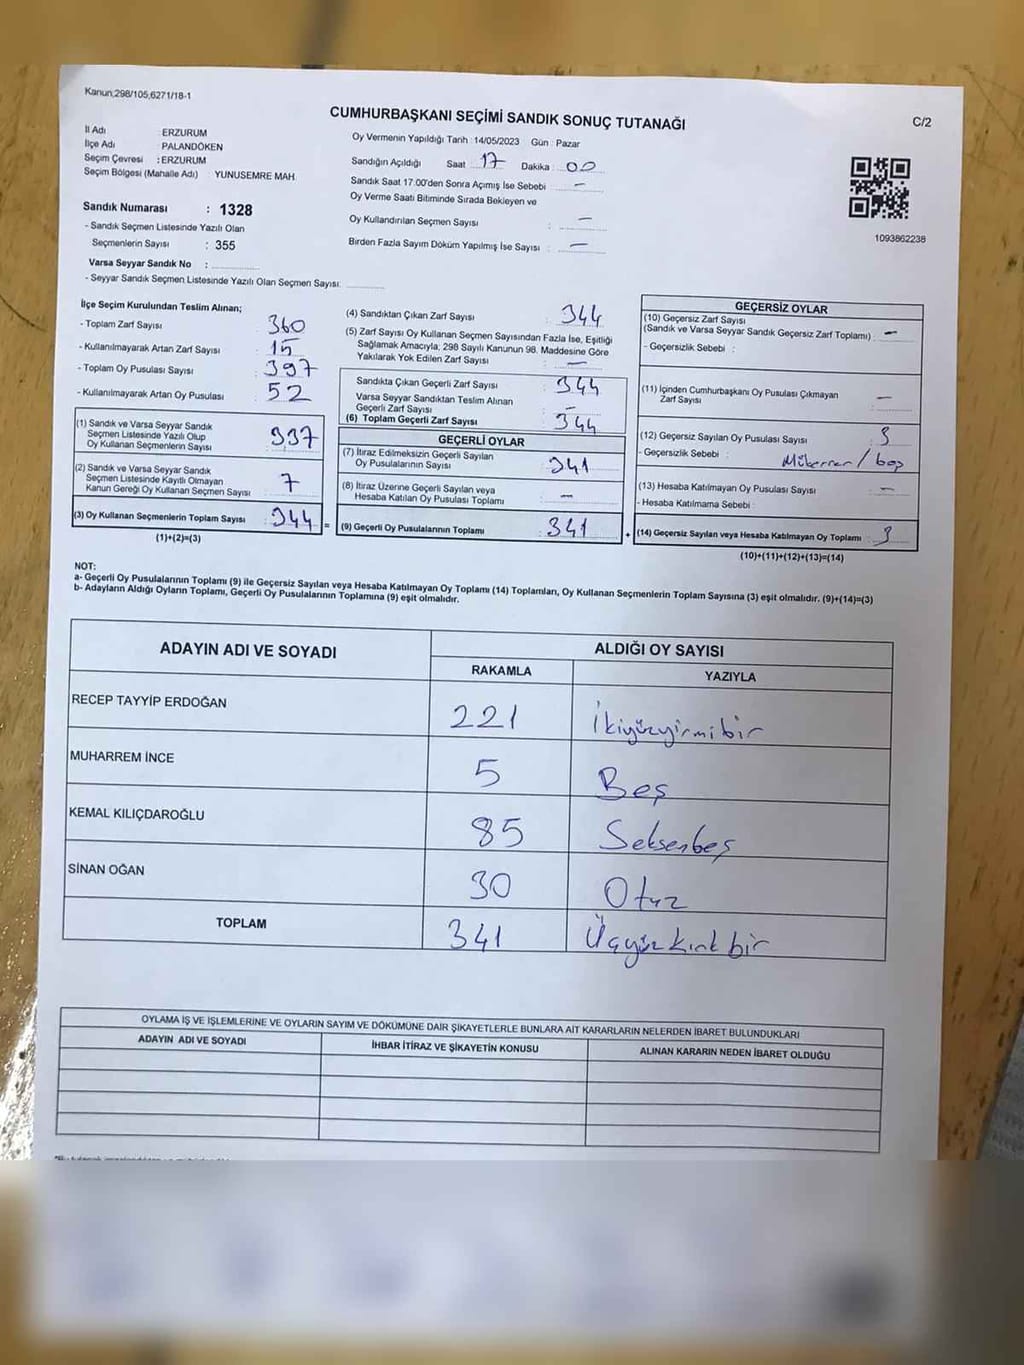 Kanun,298/105,6271/18-1
CUMHURBAŞKANI SEÇİMİ SANDIK SONUÇ TUTANAĞI
C/2
İl Adı : ERZURUM
İlçe Adı : PALANDÖKEN
Seçim Çevresi : ERZURUM
Seçim Bölgesi (Mahalle Adı) YUNUSEMRE MAH.
Sandık Numarası : 1328
- Sandık Seçmen Listesinde Yazılı Olan
Seçmenlerin Sayısı : 355
Varsa Seyyar Sandık No :
- Seyyar Sandık Seçmen Listesinde Yazılı Olan Seçmen Sayısı:
Oy Vermenin Yapıldığı Tarih : 14/05/2023 Gün : Pazar
Sandığın Açıldığı Saat : 17 Dakika : 00
Sandık Saat 17:00'den Sonra Açımış İse Sebebi : —
Oy Verme Saati Bitiminde Sırada Bekleyen ve
Oy Kullandırılan Seçmen Sayısı : —
Birden Fazla Sayım Döküm Yapılmış İse Sayısı : —
1093862238
İlçe Seçim Kurulundan Teslim Alınan;
- Toplam Zarf Sayısı : 360
- Kullanılmayarak Artan Zarf Sayısı : 15
- Toplam Oy Pusulası Sayısı : 397
- Kullanılmayarak Artan Oy Pusulası : 52
(1) Sandık ve Varsa Seyyar Sandık
Seçmen Listesinde Yazılı Olup
Oy Kullanan Seçmenlerin Sayısı : 337
(2) Sandık ve Varsa Seyyar Sandık
Seçmen Listesinde Kayıtlı Olmayan
Kanun Gereği Oy Kullanan Seçmen Sayısı : 7
(3) Oy Kullanan Seçmenlerin Toplam Sayısı : 344 =
(1)+(2)=(3)
(4) Sandıktan Çıkan Zarf Sayısı : 344
(5) Zarf Sayısı Oy Kullanan Seçmen Sayısından Fazla İse, Eşitliği
Sağlamak Amacıyla; 298 Sayılı Kanunun 98. Maddesine Göre
Yakılarak Yok Edilen Zarf Sayısı : —
Sandıkta Çıkan Geçerli Zarf Sayısı : 344
Varsa Seyyar Sandıktan Teslim Alınan
Geçerli Zarf Sayısı : —
(6) Toplam Geçerli Zarf Sayısı : 344
GEÇERLİ OYLAR
(7) İtiraz Edilmeksizin Geçerli Sayılan
Oy Pusulalarının Sayısı : 341
(8) İtiraz Üzerine Geçerli Sayılan veya
Hesaba Katılan Oy Pusulası Toplamı : —
(9) Geçerli Oy Pusulalarının Toplamı : 341 +
GEÇERSİZ OYLAR
(10) Geçersiz Zarf Sayısı
(Sandık ve Varsa Seyyar Sandık Geçersiz Zarf Toplamı) : —
- Geçersizlik Sebebi :
(11) İçinden Cumhurbaşkanı Oy Pusulası Çıkmayan
Zarf Sayısı : —
(12) Geçersiz Sayılan Oy Pusulası Sayısı : 3
- Geçersizlik Sebebi : Mükerrer / boş
(13) Hesaba Katılmayan Oy Pusulası Sayısı : —
- Hesaba Katılmama Sebebi :
(14) Geçersiz Sayılan veya Hesaba Katılmayan Oy Toplamı : 3
(10)+(11)+(12)+(13)=(14)
NOT:
a- Geçerli Oy Pusulalarının Toplamı (9) ile Geçersiz Sayılan veya Hesaba Katılmayan Oy Toplamı (14) Toplamları, Oy Kullanan Seçmenlerin Toplam Sayısına (3) eşit olmalıdır. (9)+(14)=(3)
b- Adayların Aldığı Oyların Toplamı, Geçerli Oy Pusulalarının Toplamına (9) eşit olmalıdır.
ADAYIN ADI VE SOYADI ALDIĞI OY SAYISI
RAKAMLA YAZIYLA
RECEP TAYYİP ERDOĞAN 221 İkiyüzyirmibir
MUHARREM İNCE 5 Beş
KEMAL KILIÇDAROĞLU 85 Seksenbeş
SİNAN OĞAN 30 Otuz
TOPLAM 341 Üçyüz Kırk bir
OYLAMA İŞ VE İŞLEMLERİNE VE OYLARIN SAYIM VE DÖKÜMÜNE DAİR ŞİKAYETLERLE BUNLARA AİT KARARLARIN NELERDEN İBARET BULUNDUKLARI
ADAYIN ADI VE SOYADI İHBAR İTİRAZ VE ŞİKAYETİN KONUSU ALINAN KARARIN NEDEN İBARET OLDUĞU